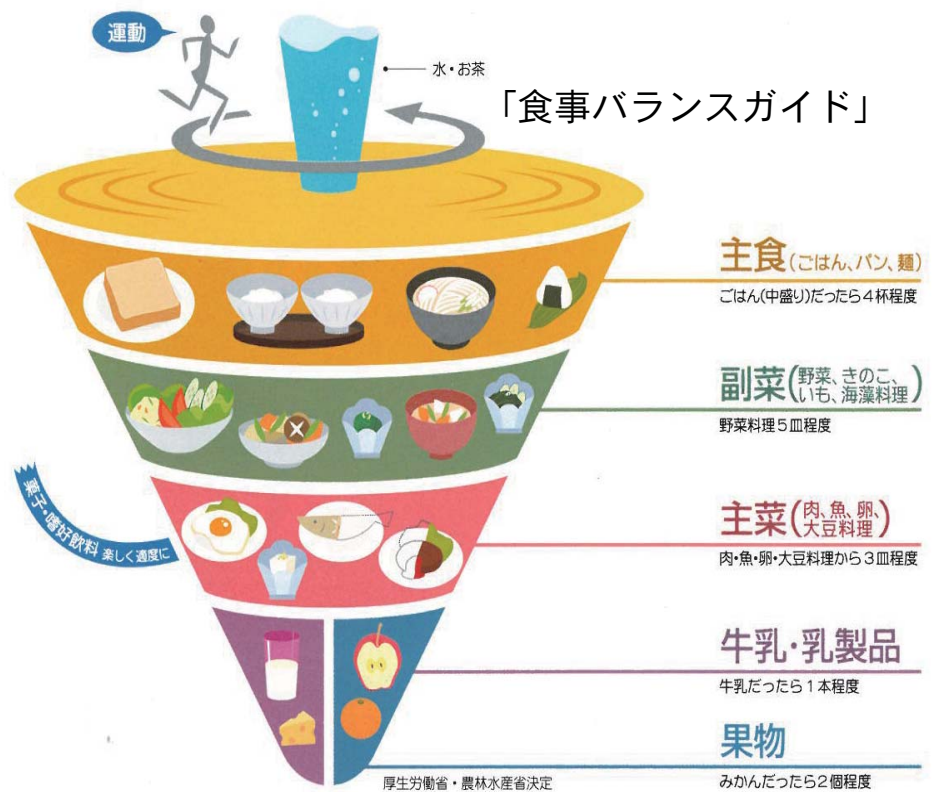 運動
水・お茶
「食事バランスガイド」
主食(ごはん、パン、麺)
ごはん(中盛り)だったら4杯程度
副菜(野菜、きのこ、
いも、海藻料理)
野菜料理5皿程度
菓子・嗜好飲料 楽しく適度に
主菜(肉、魚、卵、
大豆料理)
肉・魚・卵・大豆料理から3皿程度
牛乳・乳製品
牛乳だったら1本程度
果物
みかんだったら2個程度
厚生労働省・農林水産省決定